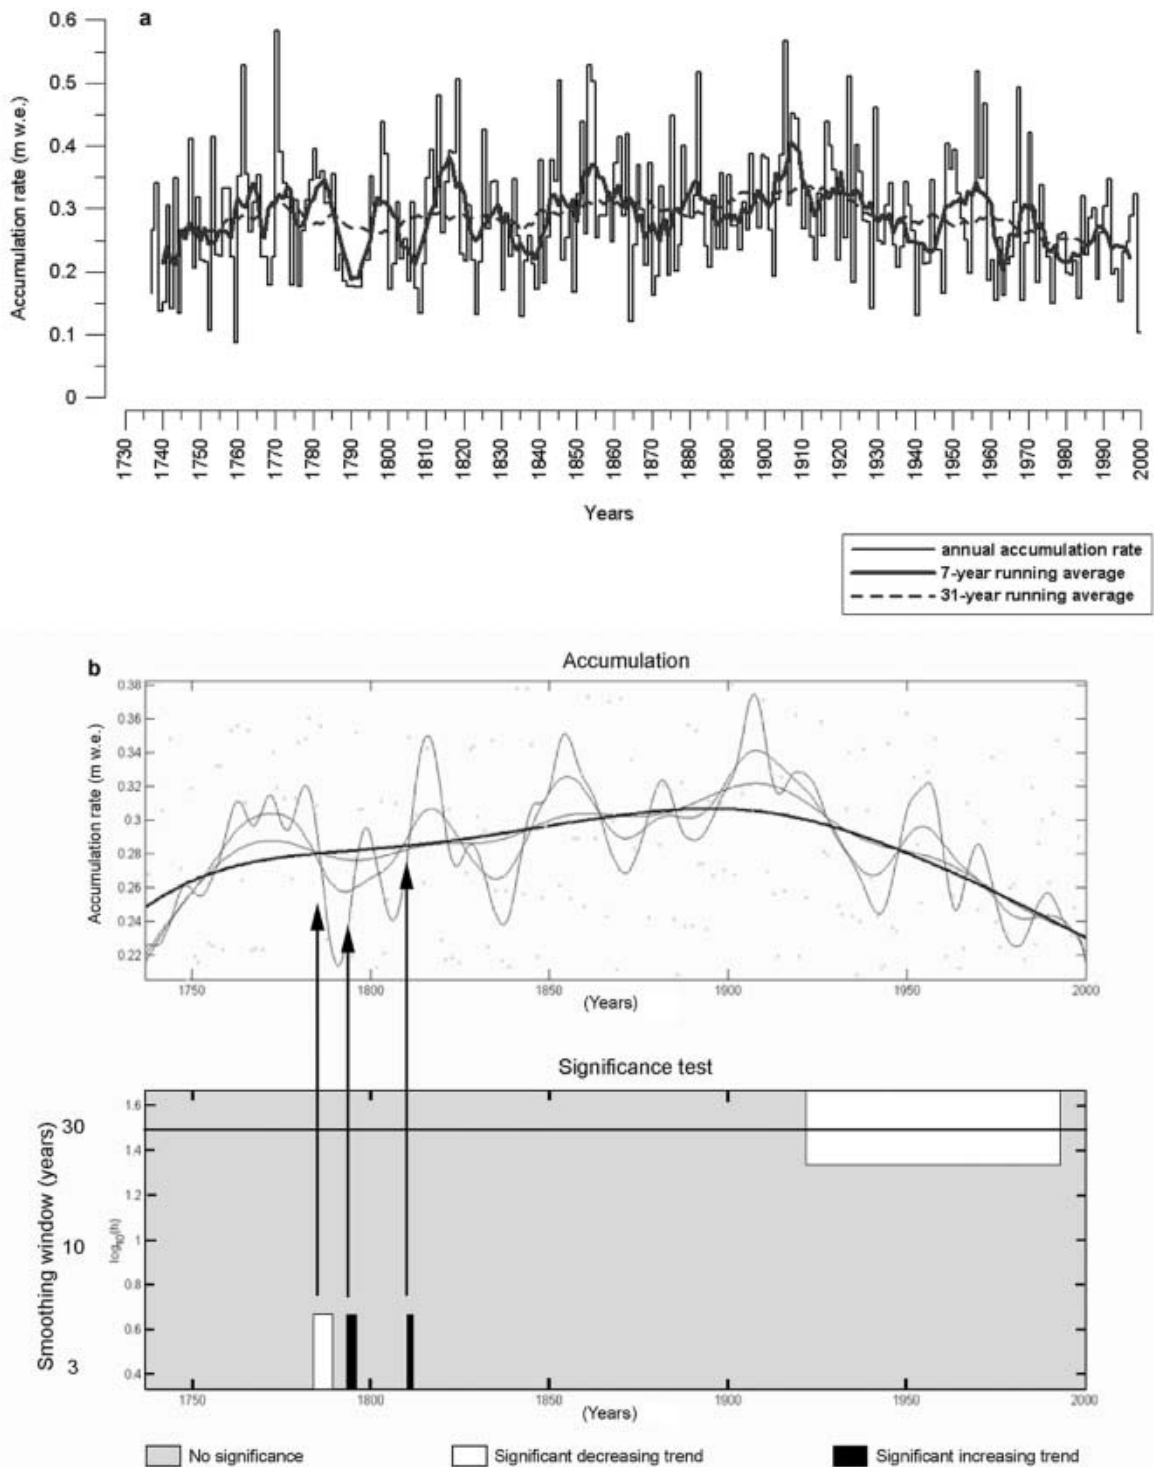 a
0.6
0.5
0.4
0.3
0.2
0.1
0
Accumulation rate (m w.e.)
1730 1740 1750 1760 1770 1780 1790 1800 1810 1820 1830 1840 1850 1860 1870 1880 1890 1900 1910 1920 1930 1940 1950 1960 1970 1980 1990 2000
Years
annual accumulation rate
7-year running average
31-year running average
b
Accumulation
0.38
0.36
0.34
0.32
0.3
0.28
0.26
0.24
0.22
Accumulation rate (m w.e.)
1750 1800 1850 1900 1950 2000
(Years)
Significance test
Smoothing window (years)
30
10
3
log10(h)
1.6
1.4
1.2
1
0.8
0.6
0.4
1750 1800 1850 1900 1950 2000
(Years)
No significance Significant decreasing trend Significant increasing trend